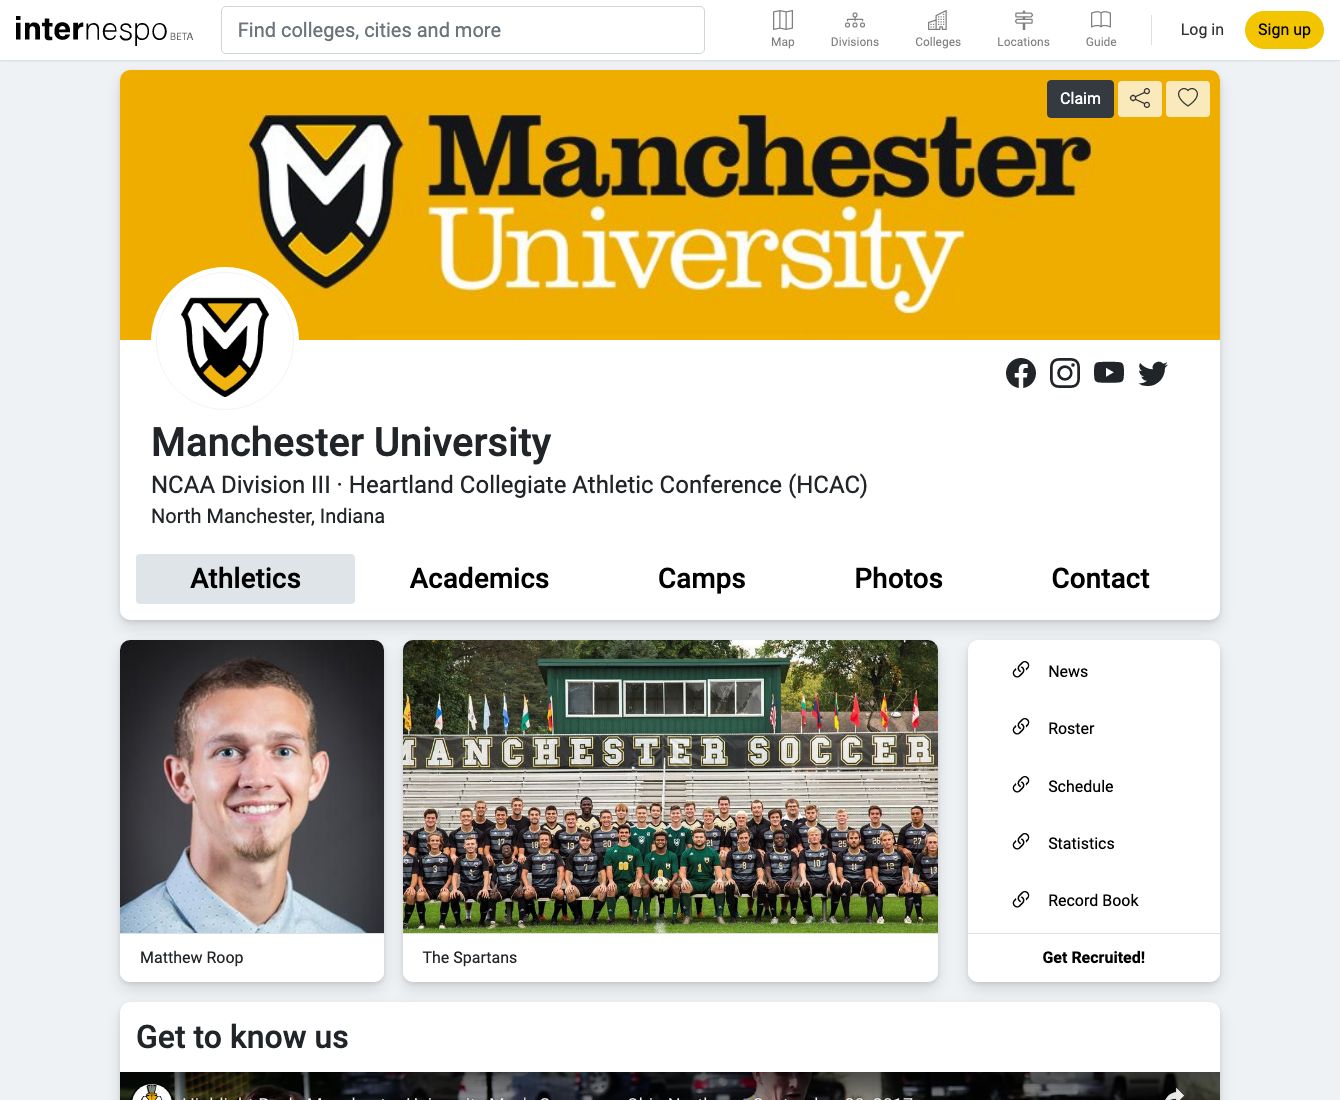 internespo BETA
Find colleges, cities and more
Map
Divisions
Colleges
Locations
Guide
Log in
Sign up
Claim
Manchester
University
Manchester University
NCAA Division III · Heartland Collegiate Athletic Conference (HCAC)
North Manchester, Indiana
Athletics
Academics
Camps
Photos
Contact
MANCHESTER SOCCER
Matthew Roop
The Spartans
News
Roster
Schedule
Statistics
Record Book
Get Recruited!
Get to know us